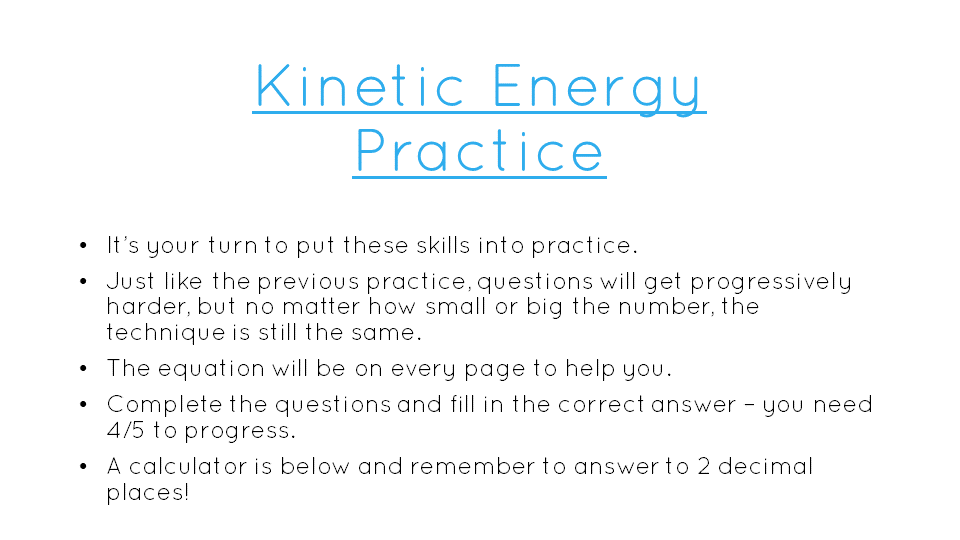 Kinetic Energy
Practice
• It’s your turn to put these skills into practice.
• Just like the previous practice, questions will get progressively
harder, but no matter how small or big the number, the
technique is still the same.
• The equation will be on every page to help you.
• Complete the questions and fill in the correct answer – you need
4/5 to progress.
• A calculator is below and remember to answer to 2 decimal
places!